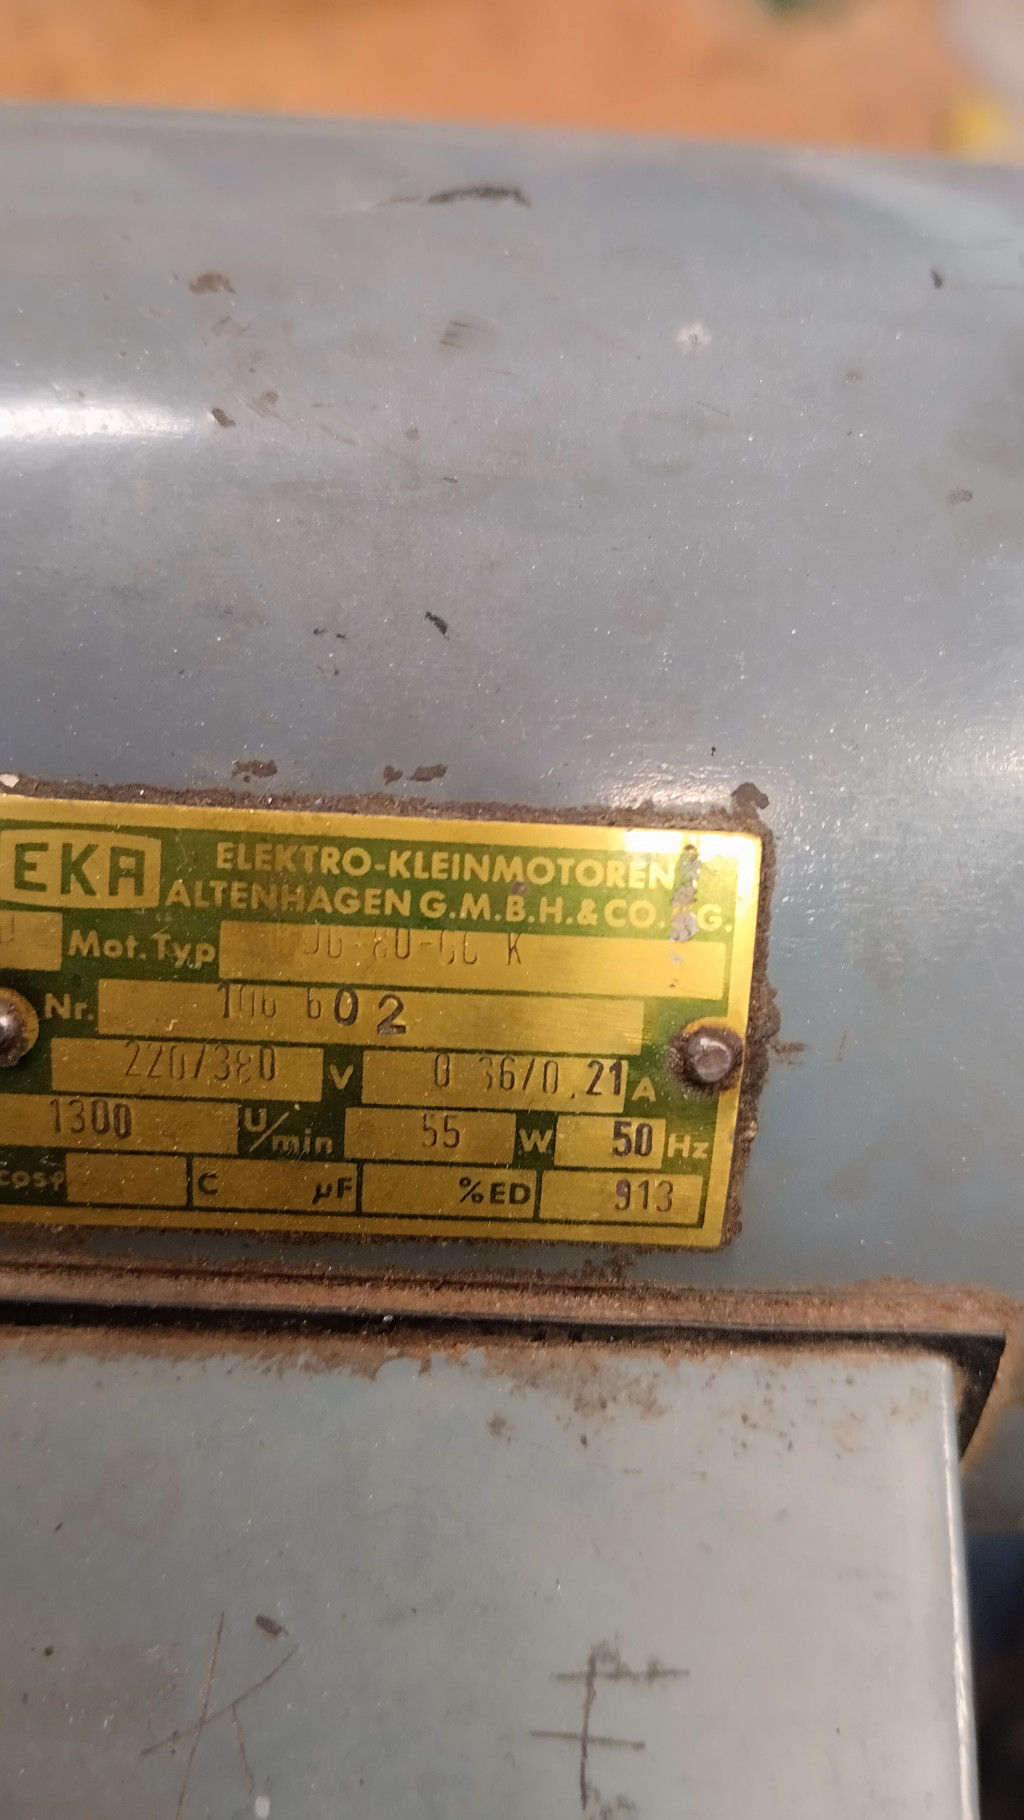 EKA ELEKTRO-KLEINMOTOREN
ALTENHAGEN G.M.B.H. & CO.
Mot. Typ
Nr. 602
220/380 V 0,36/0,21 A
1300 U/min 55 W 50 Hz
cosφ C µF %ED 913